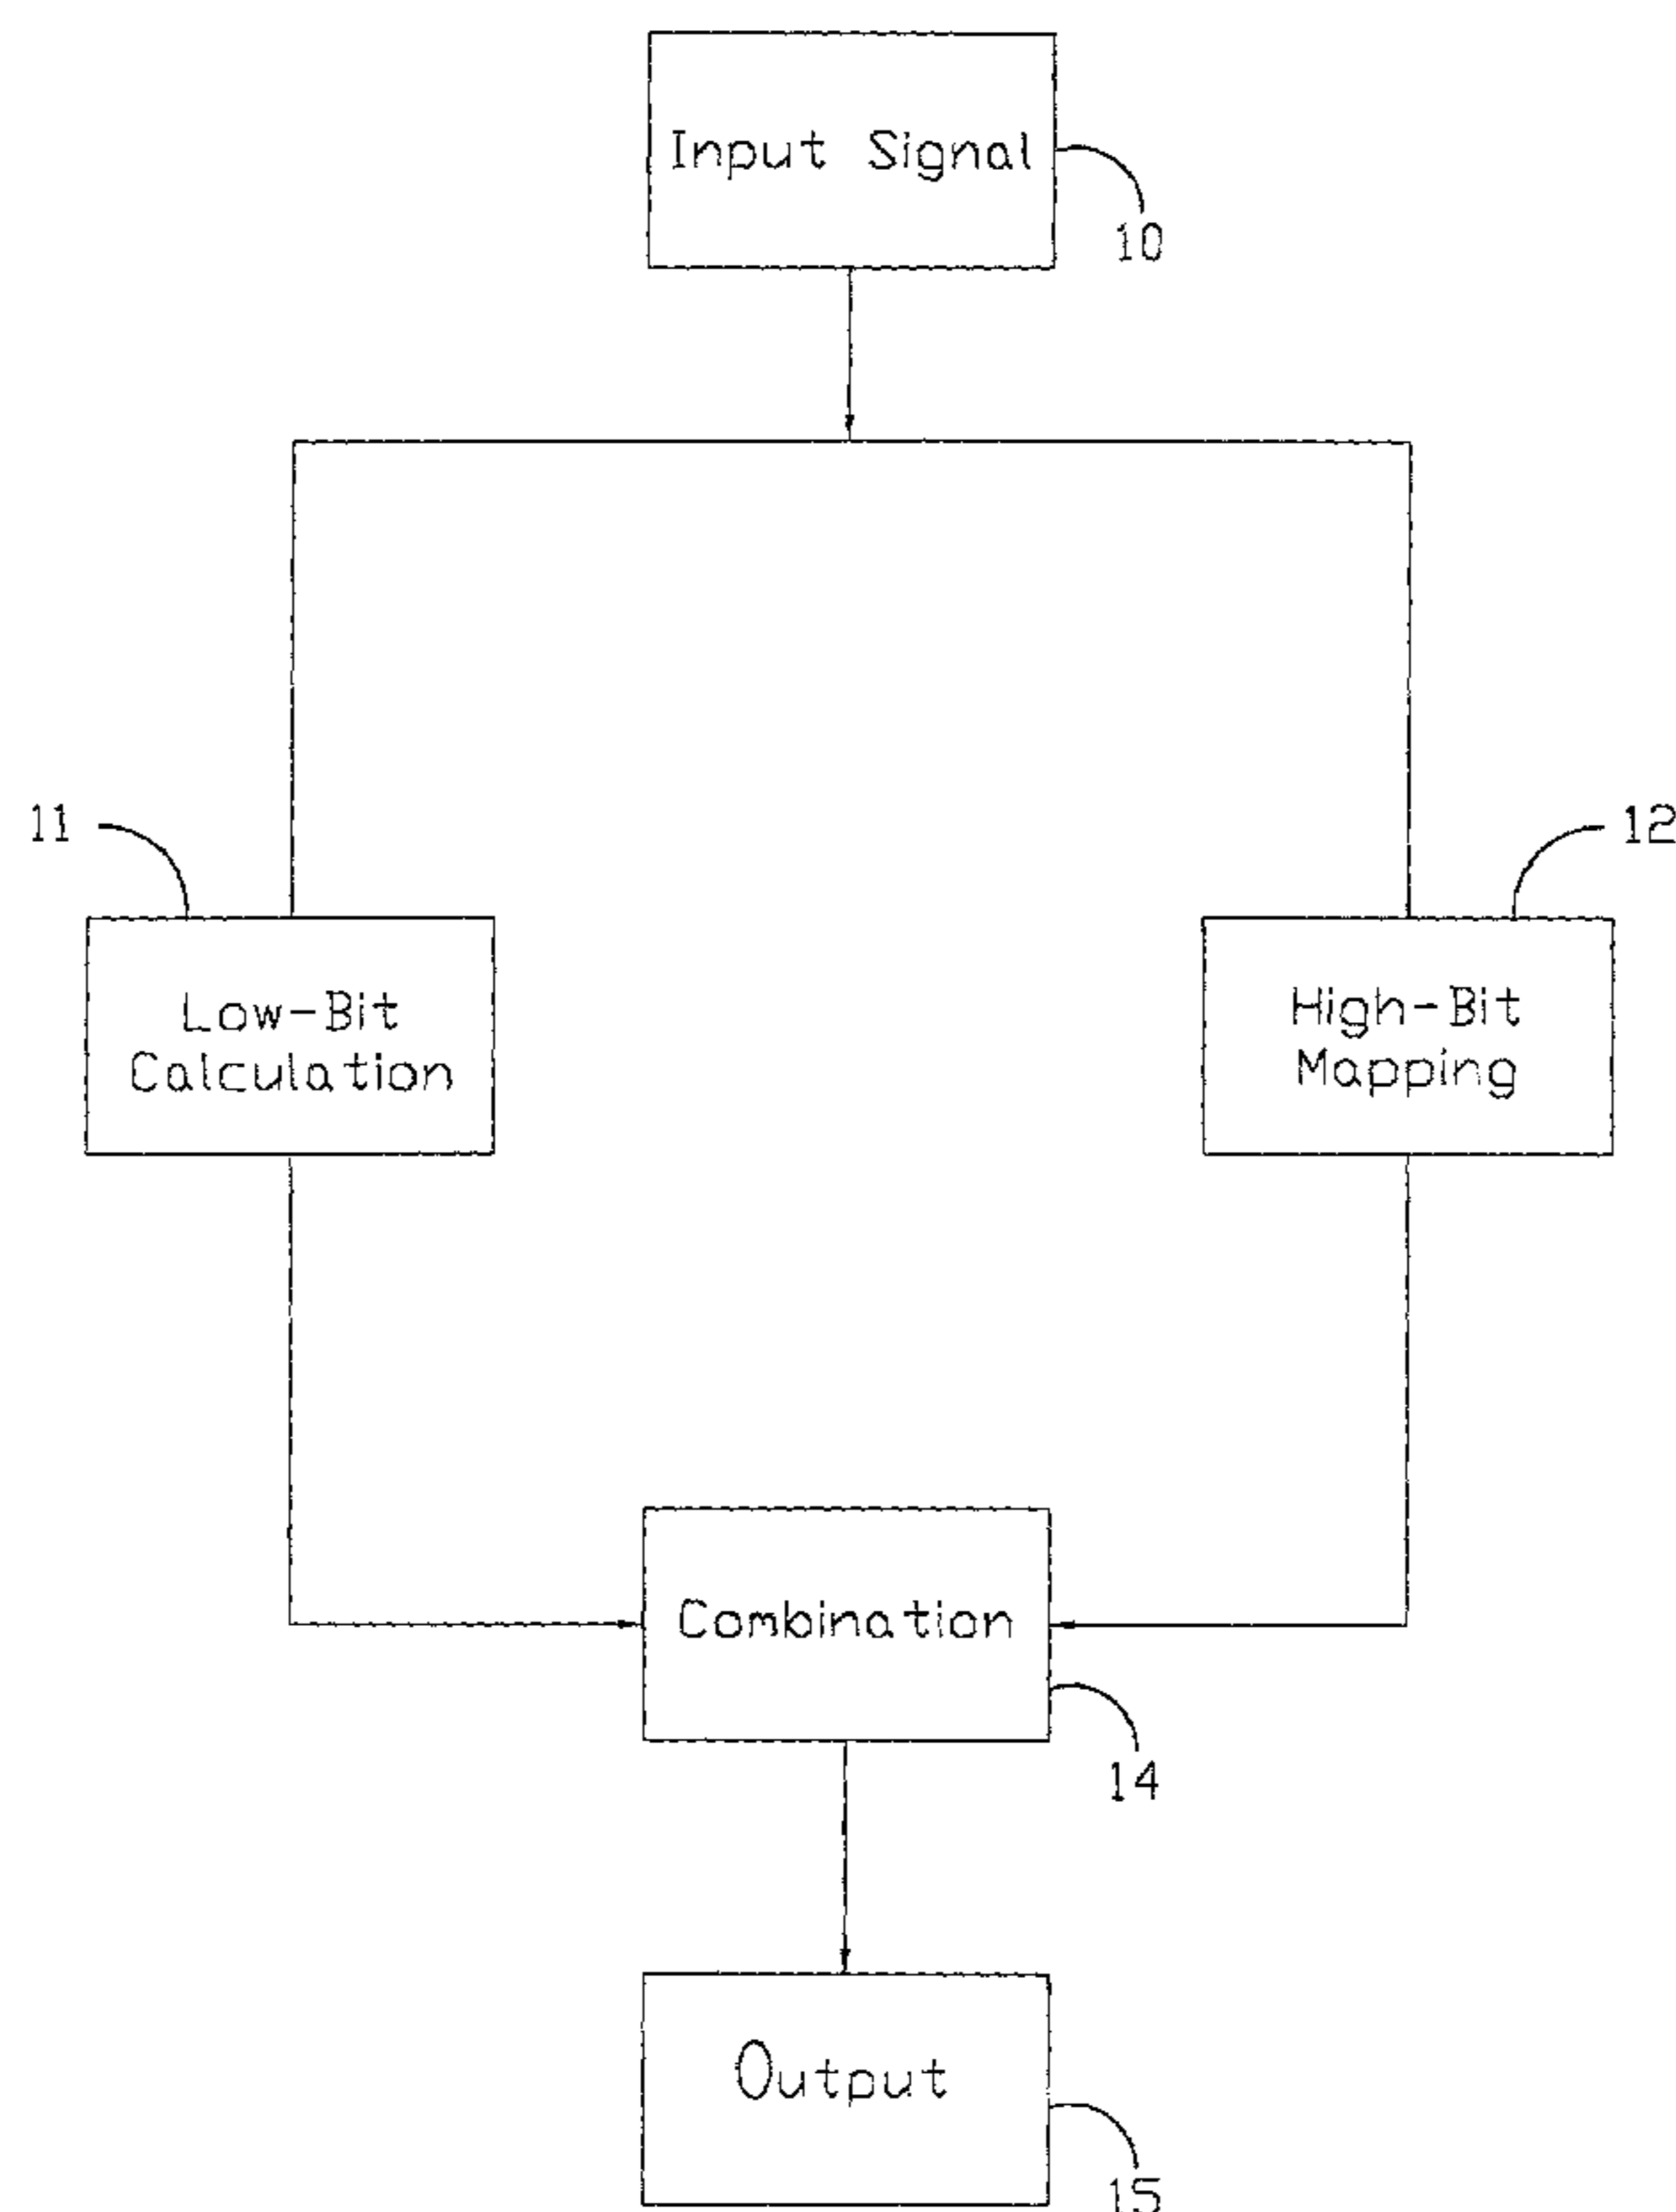 Input Signal
10
11
12
Low-Bit
Calculation
High-Bit
Mapping
Combination
14
Output
15